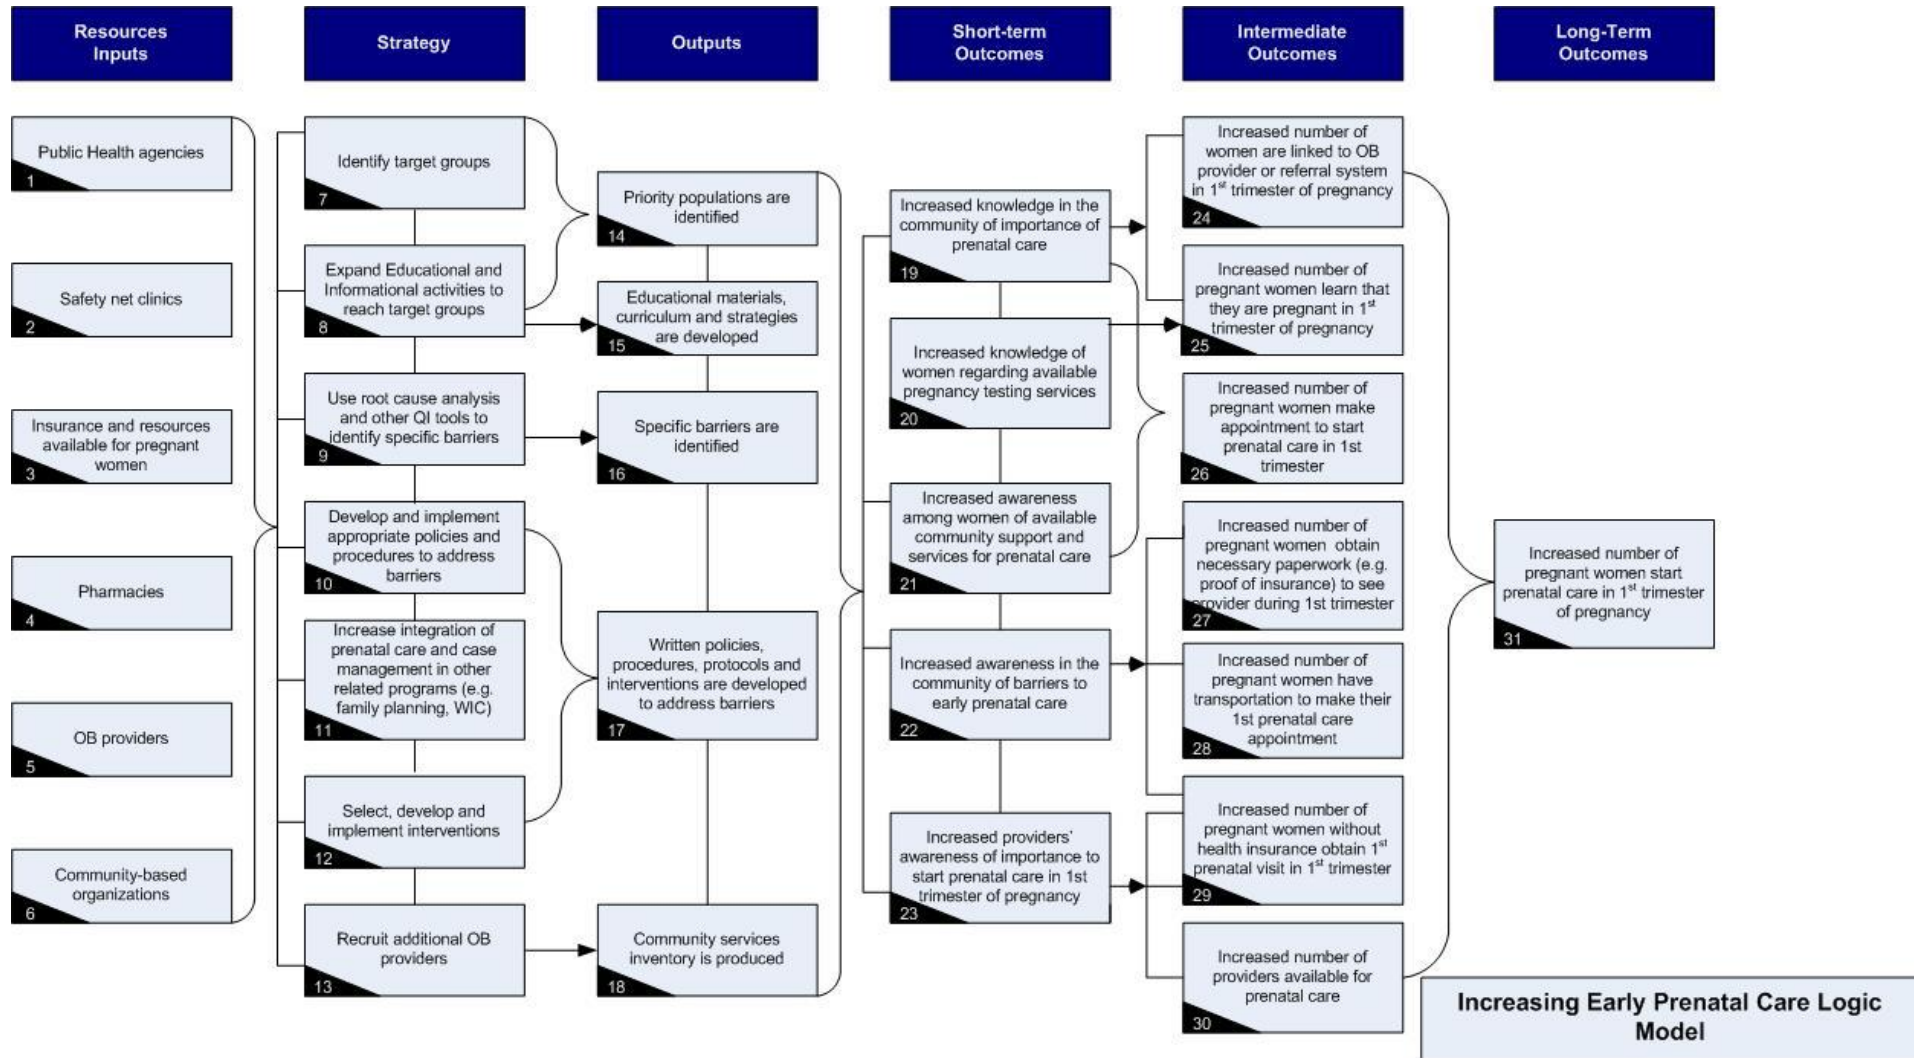 Resources
Inputs
Strategy
Outputs
Short-term
Outcomes
Intermediate
Outcomes
Long-Term
Outcomes
Public Health agencies
1
Safety net clinics
2
Insurance and resources
available for pregnant
women
3
Pharmacies
4
OB providers
5
Community-based
organizations
6
Identify target groups
7
Expand Educational and
Informational activities to
reach target groups
8
Use root cause analysis
and other QI tools to
identify specific barriers
9
Develop and implement
appropriate policies and
procedures to address
barriers
10
Increase integration of
prenatal care and case
management in other
related programs (e.g.
family planning, WIC)
11
Select, develop and
implement interventions
12
Recruit additional OB
providers
13
Priority populations are
identified
14
Educational materials,
curriculum and strategies
are developed
15
Specific barriers are
identified
16
Written policies,
procedures, protocols and
interventions are developed
to address barriers
17
Community services
inventory is produced
18
Increased knowledge in the
community of importance of
prenatal care
19
Increased knowledge of
women regarding available
pregnancy testing services
20
Increased awareness
among women of available
community support and
services for prenatal care
21
Increased awareness in the
community of barriers to
early prenatal care
22
Increased providers'
awareness of importance to
start prenatal care in 1st
trimester of pregnancy
23
Increased number of
women are linked to OB
provider or referral system
in 1st trimester of pregnancy
24
Increased number of
pregnant women learn that
they are pregnant in 1st
trimester of pregnancy
25
Increased number of
pregnant women make
appointment to start
prenatal care in 1st
trimester
26
Increased number of
pregnant women obtain
necessary paperwork (e.g.
proof of insurance) to see
provider during 1st trimester
27
Increased number of
pregnant women have
transportation to make their
1st prenatal care
appointment
28
Increased number of
pregnant women without
health insurance obtain 1st
prenatal visit in 1st trimester
29
Increased number of
providers available for
prenatal care
30
Increased number of
pregnant women start
prenatal care in 1st trimester
of pregnancy
31
Increasing Early Prenatal Care Logic
Model